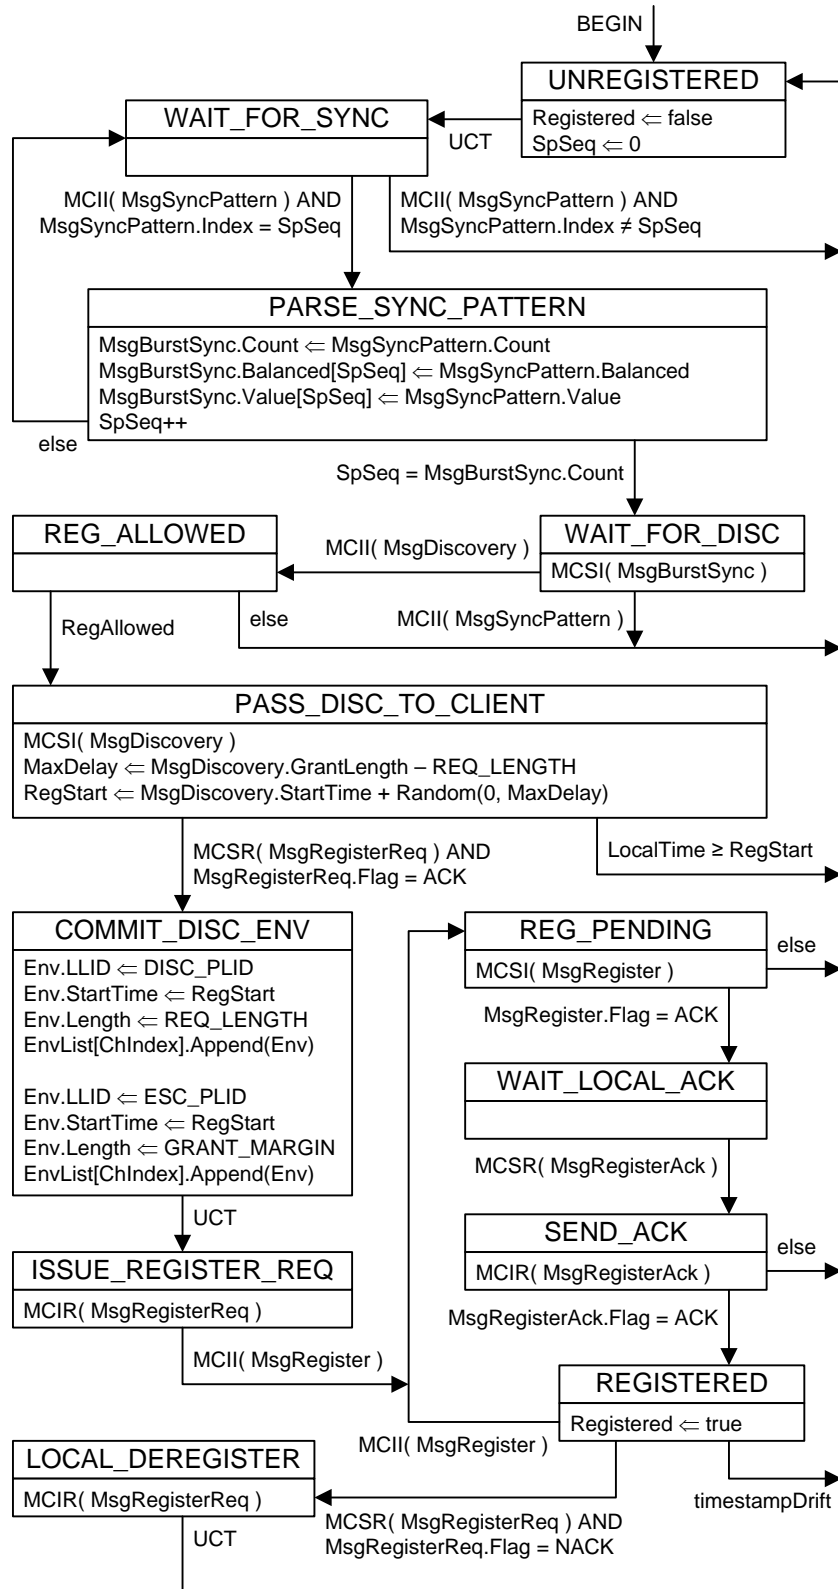 BEGIN
UNREGISTERED
Registered ⇐ false
SpSeq ⇐ 0
WAIT_FOR_SYNC
UCT
MCII( MsgSyncPattern ) AND
MsgSyncPattern.Index = SpSeq
MCII( MsgSyncPattern ) AND
MsgSyncPattern.Index ≠ SpSeq
PARSE_SYNC_PATTERN
MsgBurstSync.Count ⇐ MsgSyncPattern.Count
MsgBurstSync.Balanced[SpSeq] ⇐ MsgSyncPattern.Balanced
MsgBurstSync.Value[SpSeq] ⇐ MsgSyncPattern.Value
SpSeq++
else
SpSeq = MsgBurstSync.Count
REG_ALLOWED
MCII( MsgDiscovery )
WAIT_FOR_DISC
MCSI( MsgBurstSync )
RegAllowed
else
MCII( MsgSyncPattern )
PASS_DISC_TO_CLIENT
MCSI( MsgDiscovery )
MaxDelay ⇐ MsgDiscovery.GrantLength – REQ_LENGTH
RegStart ⇐ MsgDiscovery.StartTime + Random(0, MaxDelay)
MCSR( MsgRegisterReq ) AND
MsgRegisterReq.Flag = ACK
LocalTime ≥ RegStart
COMMIT_DISC_ENV
Env.LLID ⇐ DISC_PLID
Env.StartTime ⇐ RegStart
Env.Length ⇐ REQ_LENGTH
EnvList[ChIndex].Append(Env)
Env.LLID ⇐ ESC_PLID
Env.StartTime ⇐ RegStart
Env.Length ⇐ GRANT_MARGIN
EnvList[ChIndex].Append(Env)
UCT
ISSUE_REGISTER_REQ
MCIR( MsgRegisterReq )
MCII( MsgRegister )
REG_PENDING
MCSI( MsgRegister )
else
MsgRegister.Flag = ACK
WAIT_LOCAL_ACK
MCSR( MsgRegisterAck )
SEND_ACK
MCIR( MsgRegisterAck )
else
MsgRegisterAck.Flag = ACK
REGISTERED
Registered ⇐ true
MCII( MsgRegister )
timestampDrift
LOCAL_DEREGISTER
MCIR( MsgRegisterReq )
MCSR( MsgRegisterReq ) AND
MsgRegisterReq.Flag = NACK
UCT